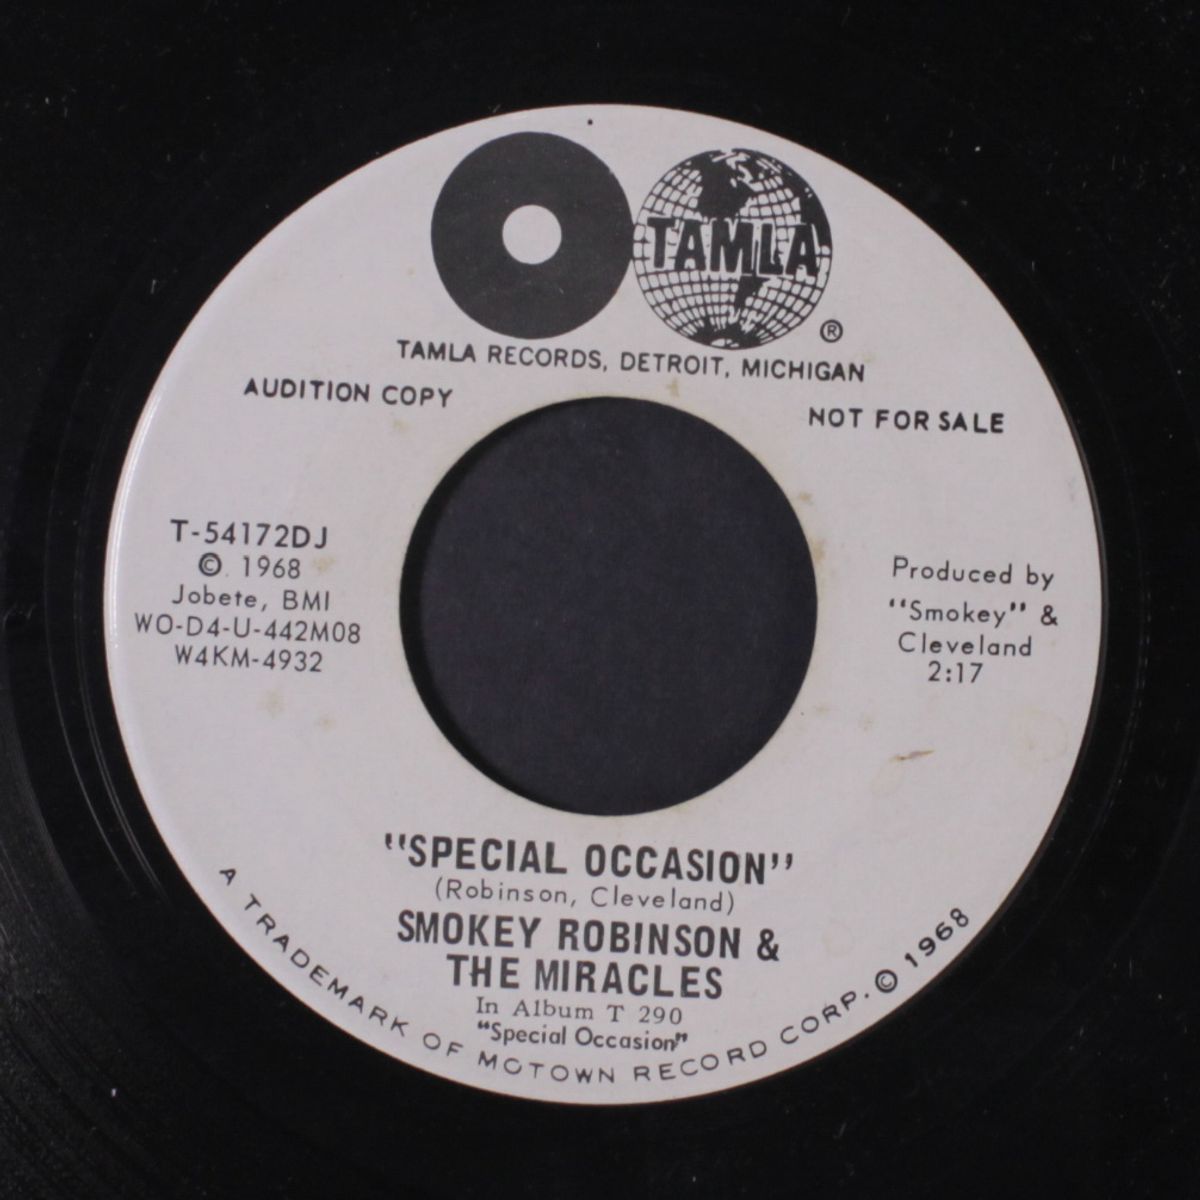 TAMLA
®
TAMLA RECORDS, DETROIT, MICHIGAN
AUDITION COPY
NOT FOR SALE
T-54172DJ
©. 1968
Jobete, BMI
WO-D4-U-442M08
W4KM-4932
Produced by
"Smokey" &
Cleveland
2:17
"SPECIAL OCCASION"
(Robinson, Cleveland)
SMOKEY ROBINSON &
THE MIRACLES
In Album T 290
"Special Occasion"
A TRADEMARK OF MOTOWN RECORD CORP. © 1968